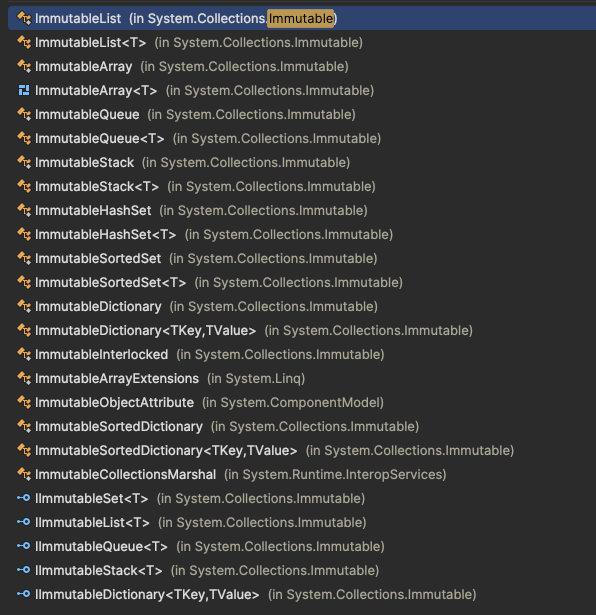 ImmutableList (in System.Collections.Immutable)
ImmutableList<T> (in System.Collections.Immutable)
ImmutableArray (in System.Collections.Immutable)
ImmutableArray<T> (in System.Collections.Immutable)
ImmutableQueue (in System.Collections.Immutable)
ImmutableQueue<T> (in System.Collections.Immutable)
ImmutableStack (in System.Collections.Immutable)
ImmutableStack<T> (in System.Collections.Immutable)
ImmutableHashSet (in System.Collections.Immutable)
ImmutableHashSet<T> (in System.Collections.Immutable)
ImmutableSortedSet (in System.Collections.Immutable)
ImmutableSortedSet<T> (in System.Collections.Immutable)
ImmutableDictionary (in System.Collections.Immutable)
ImmutableDictionary<TKey,TValue> (in System.Collections.Immutable)
ImmutableInterlocked (in System.Collections.Immutable)
ImmutableArrayExtensions (in System.Linq)
ImmutableObjectAttribute (in System.ComponentModel)
ImmutableSortedDictionary (in System.Collections.Immutable)
ImmutableSortedDictionary<TKey,TValue> (in System.Collections.Immutable)
ImmutableCollectionsMarshal (in System.Runtime.InteropServices)
IImmutableSet<T> (in System.Collections.Immutable)
IImmutableList<T> (in System.Collections.Immutable)
IImmutableQueue<T> (in System.Collections.Immutable)
IImmutableStack<T> (in System.Collections.Immutable)
IImmutableDictionary<TKey,TValue> (in System.Collections.Immutable)